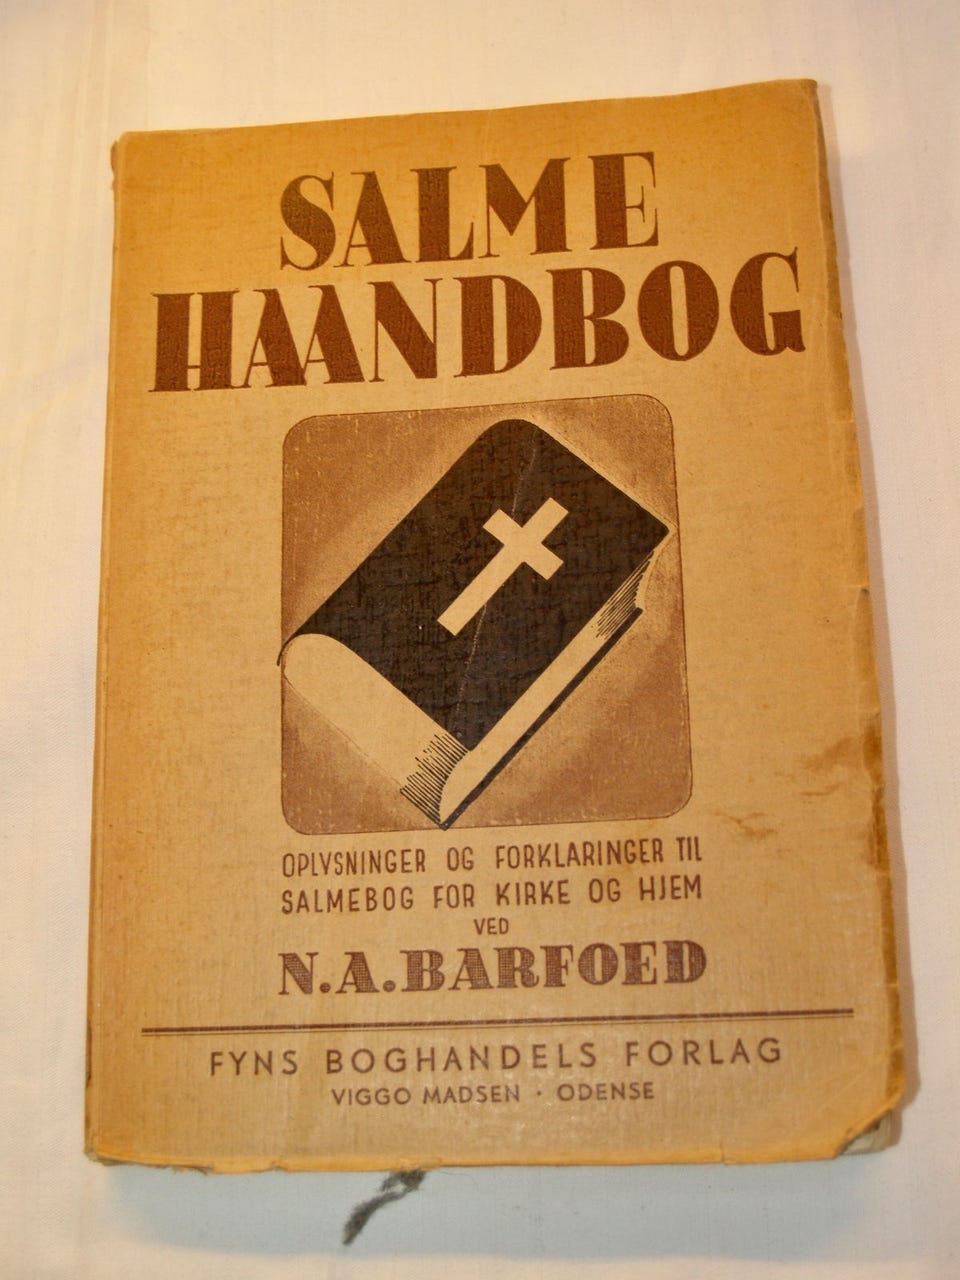 SALME
HAANDBOG
OPLYSNINGER OG FORKLARINGER TIL
SALMEBOG FOR KIRKE OG HJEM
VED
N.A.BARFOED
FYNS BOGHANDELS FORLAG
VIGGO MADSEN · ODENSE